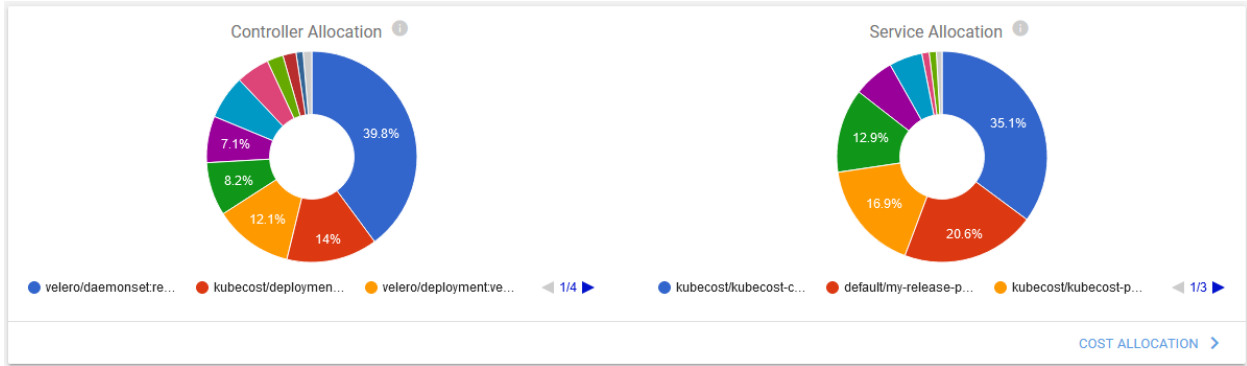 Controller Allocation
39.8%
14%
12.1%
8.2%
7.1%
velero/daemonset:re...
kubecost/deploymen...
velero/deployment:ve...
1/4
Service Allocation
35.1%
20.6%
16.9%
12.9%
kubecost/kubecost-c...
default/my-release-p...
kubecost/kubecost-p...
1/3
COST ALLOCATION